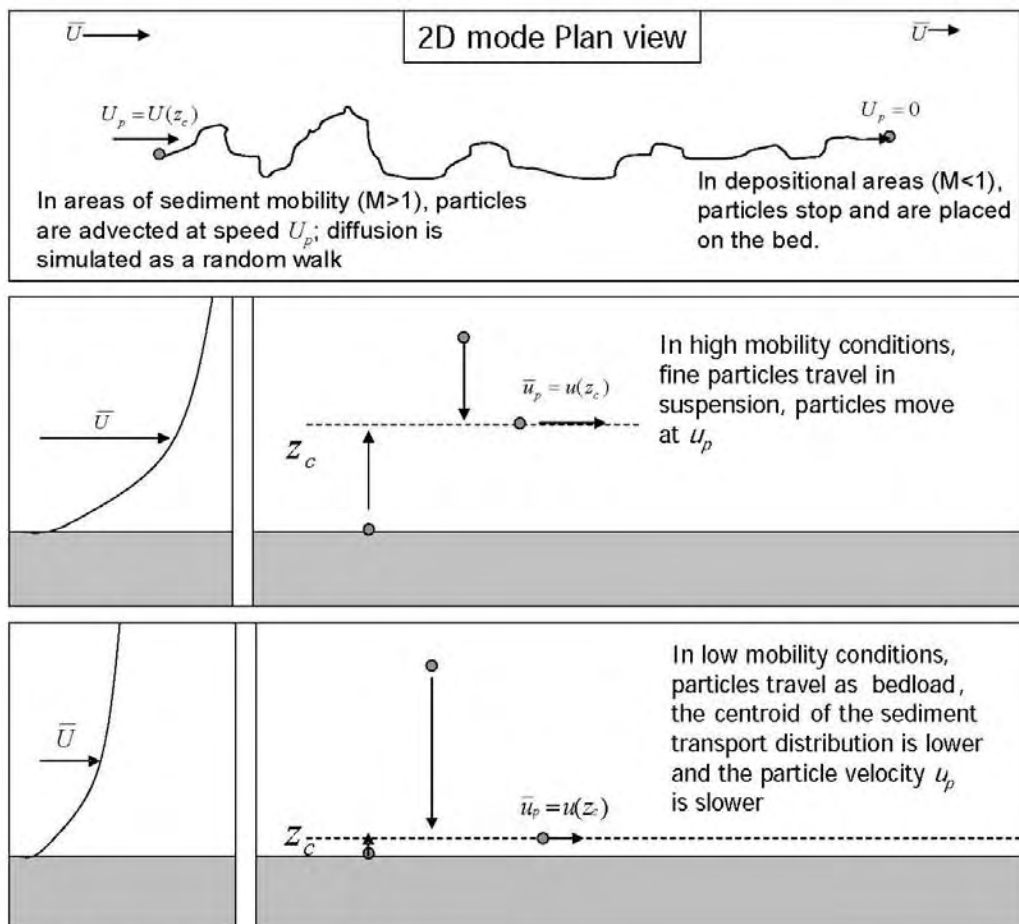 U̅
2D mode Plan view
U̅
U_p = U(z_c)
U_p = 0
In areas of sediment mobility (M>1), particles
are advected at speed U_p; diffusion is
simulated as a random walk
In depositional areas (M<1),
particles stop and are placed
on the bed.
U̅
z_c
u̅_p = u(z_c)
In high mobility conditions,
fine particles travel in
suspension, particles move
at u_p
U̅
z_c
u̅_p = u(z_c)
In low mobility conditions,
particles travel as bedload,
the centroid of the sediment
transport distribution is lower
and the particle velocity u_p
is slower